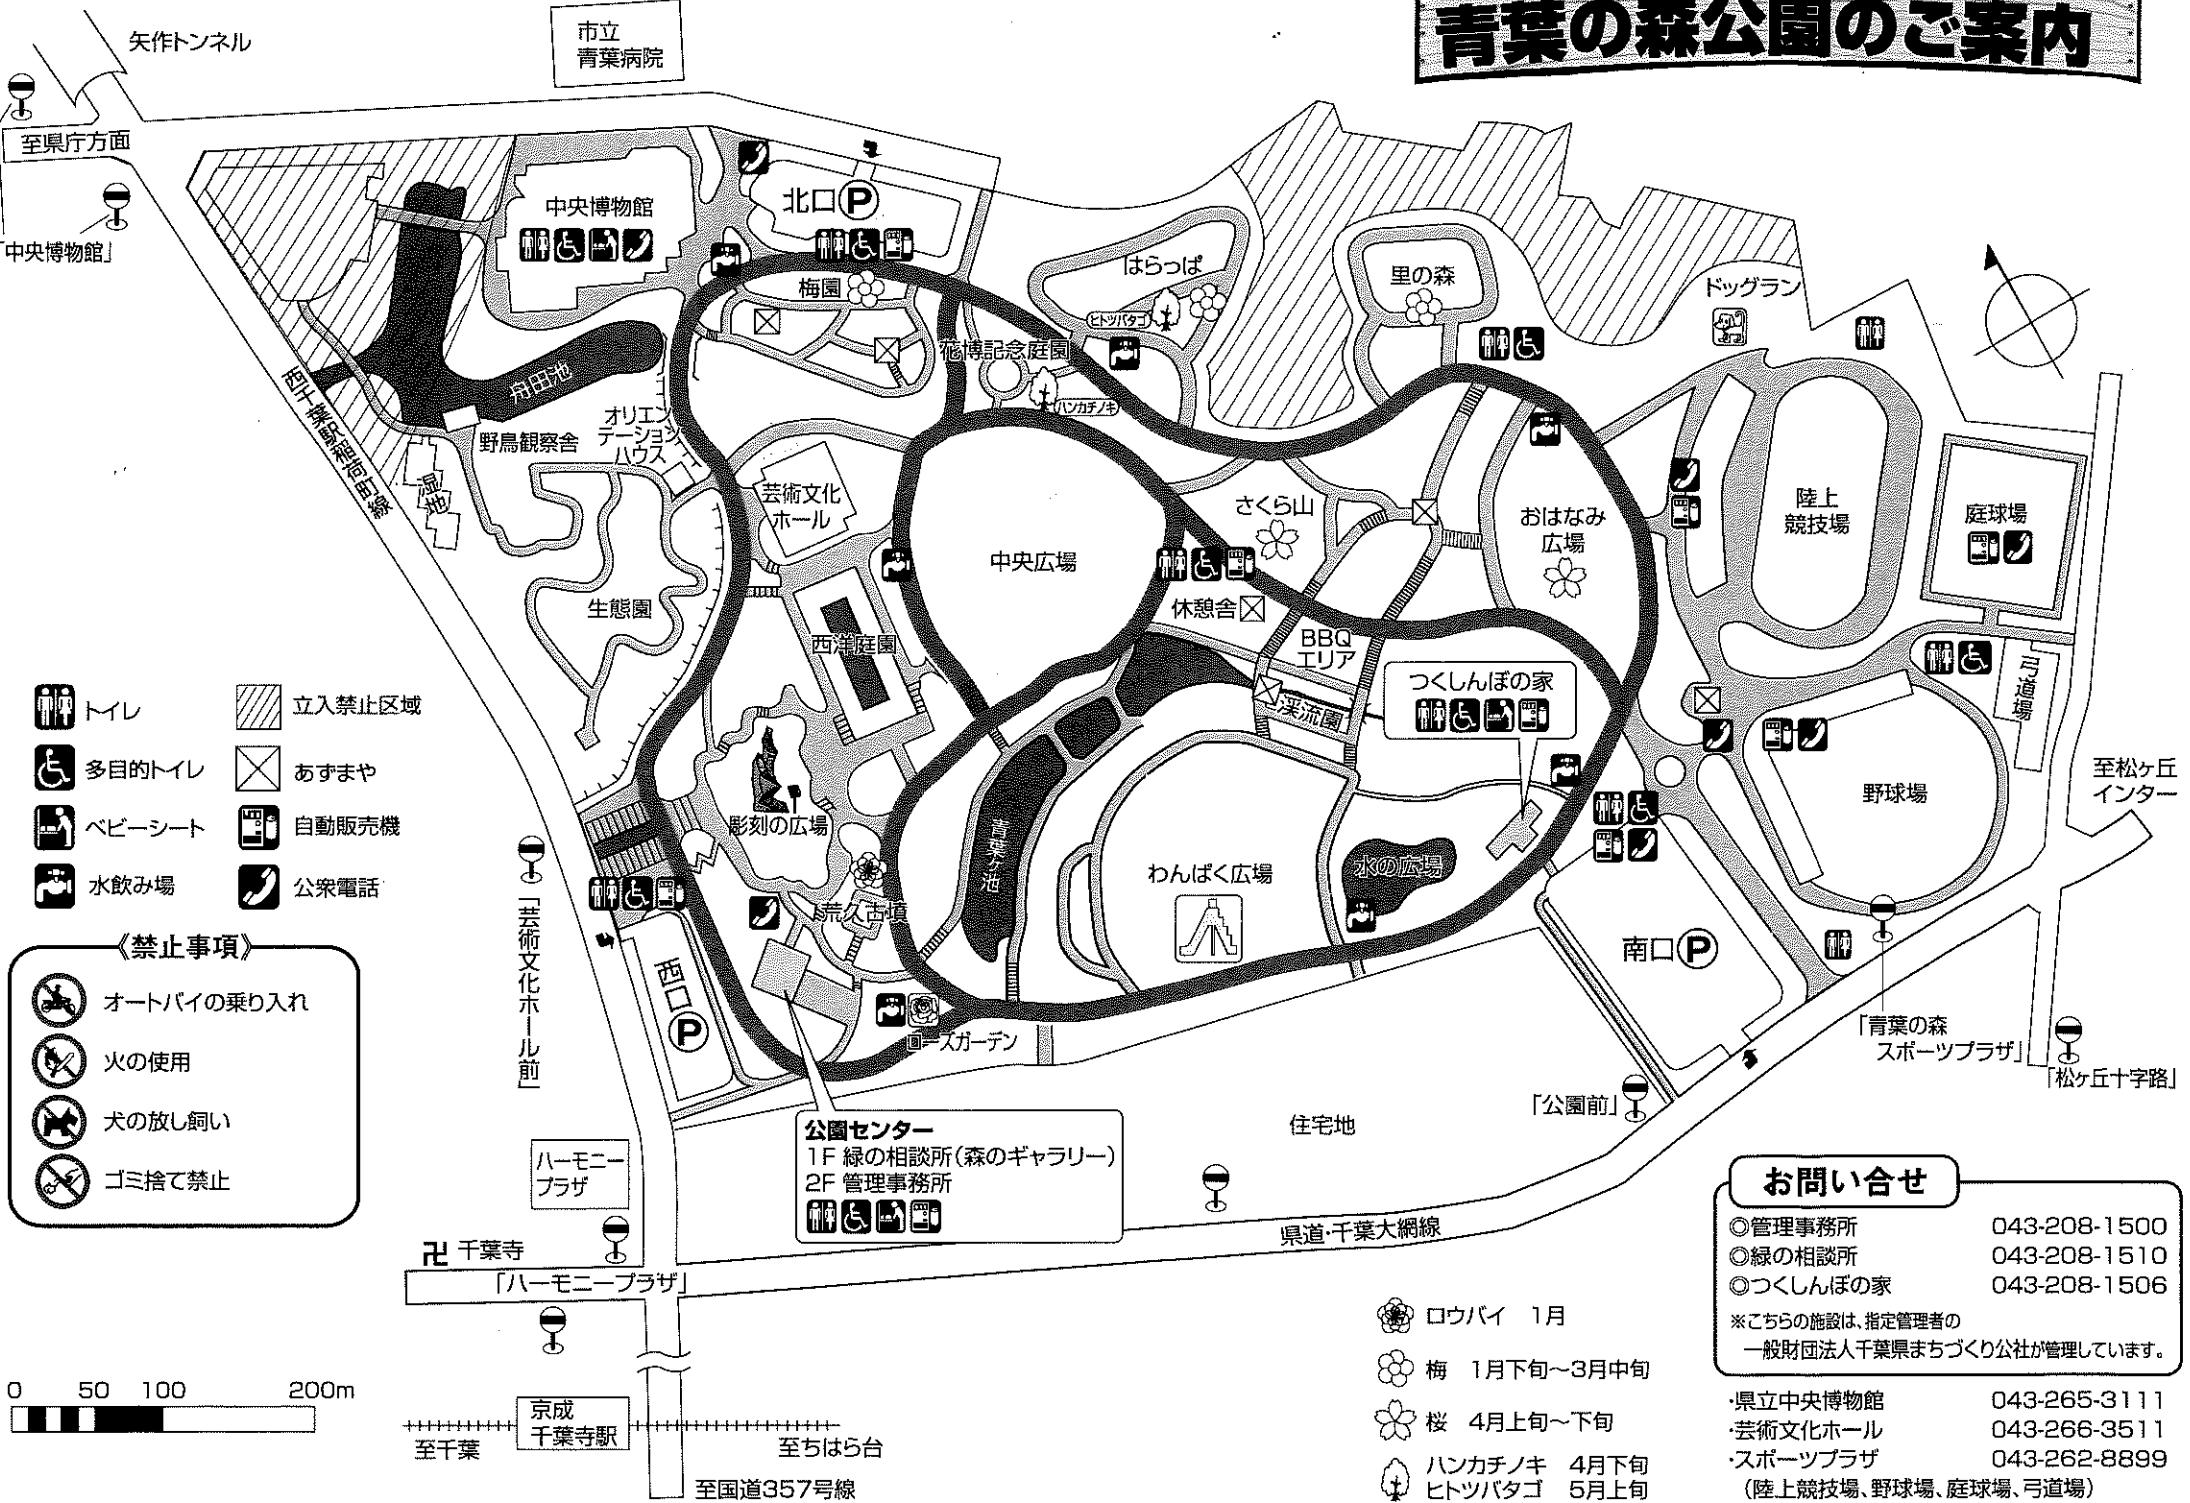 青葉の森公園のご案内
矢作トンネル
市立
青葉病院
至県庁方面
「中央博物館」
中央博物館
北口 P
梅園
はらっぱ
ヒトツバタゴ
里の森
ドッグラン
花博記念庭園
ハンカチノキ
舟田池
西千葉駅稲荷町線
オリエン
テーション
ハウス
野鳥観察舎
湿地
芸術文化
ホール
中央広場
さくら山
おはなみ
広場
陸上
競技場
庭球場
生態園
西洋庭園
休憩舎
BBQ
エリア
つくしんぼの家
渓流園
弓道場
彫刻の広場
青葉ヶ池
わんぱく広場
水の広場
野球場
至松ヶ丘
インター
荒久古墳
「芸術文化ホール前」
西口
P
ローズガーデン
南口 P
「青葉の森
スポーツプラザ」
「松ヶ丘十字路」
「公園前」
住宅地
公園センター
1F 緑の相談所(森のギャラリー)
2F 管理事務所
ハーモニー
プラザ
卍 千葉寺
「ハーモニープラザ」
県道・千葉大網線
京成
千葉寺駅
至千葉
至ちはら台
至国道357号線
トイレ
立入禁止区域
多目的トイレ
あずまや
ベビーシート
自動販売機
水飲み場
公衆電話
《禁止事項》
オートバイの乗り入れ
火の使用
犬の放し飼い
ゴミ捨て禁止
0 50 100 200m
ロウバイ 1月
梅 1月下旬〜3月中旬
桜 4月上旬〜下旬
ハンカチノキ 4月下旬
ヒトツバタゴ 5月上旬
お問い合せ
◎管理事務所 043-208-1500
◎緑の相談所 043-208-1510
◎つくしんぼの家 043-208-1506
※こちらの施設は、指定管理者の
一般財団法人千葉県まちづくり公社が管理しています。
・県立中央博物館 043-265-3111
・芸術文化ホール 043-266-3511
・スポーツプラザ 043-262-8899
(陸上競技場、野球場、庭球場、弓道場)